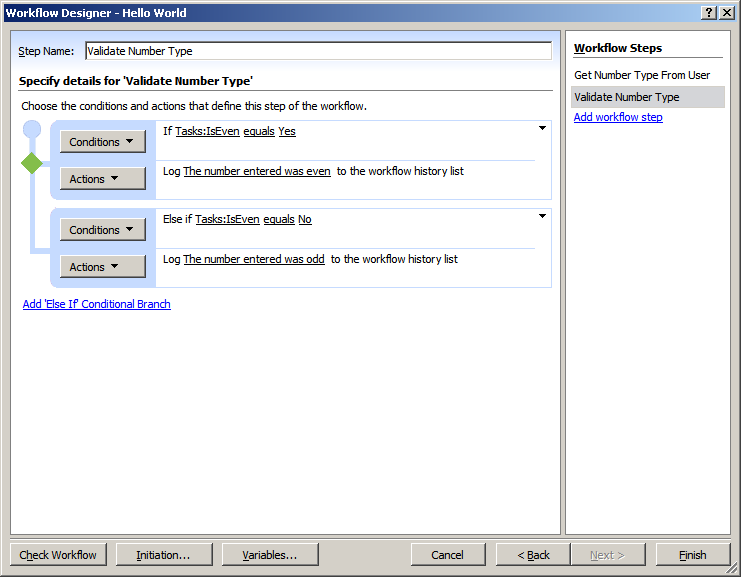 Workflow Designer - Hello World
Step Name: Validate Number Type
Specify details for 'Validate Number Type'
Choose the conditions and actions that define this step of the workflow.
Conditions
If Tasks:IsEven equals Yes
Actions
Log The number entered was even to the workflow history list
Conditions
Else if Tasks:IsEven equals No
Actions
Log The number entered was odd to the workflow history list
Add 'Else If' Conditional Branch
Workflow Steps
Get Number Type From User
Validate Number Type
Add workflow step
Check Workflow
Initiation...
Variables...
Cancel
< Back
Next >
Finish